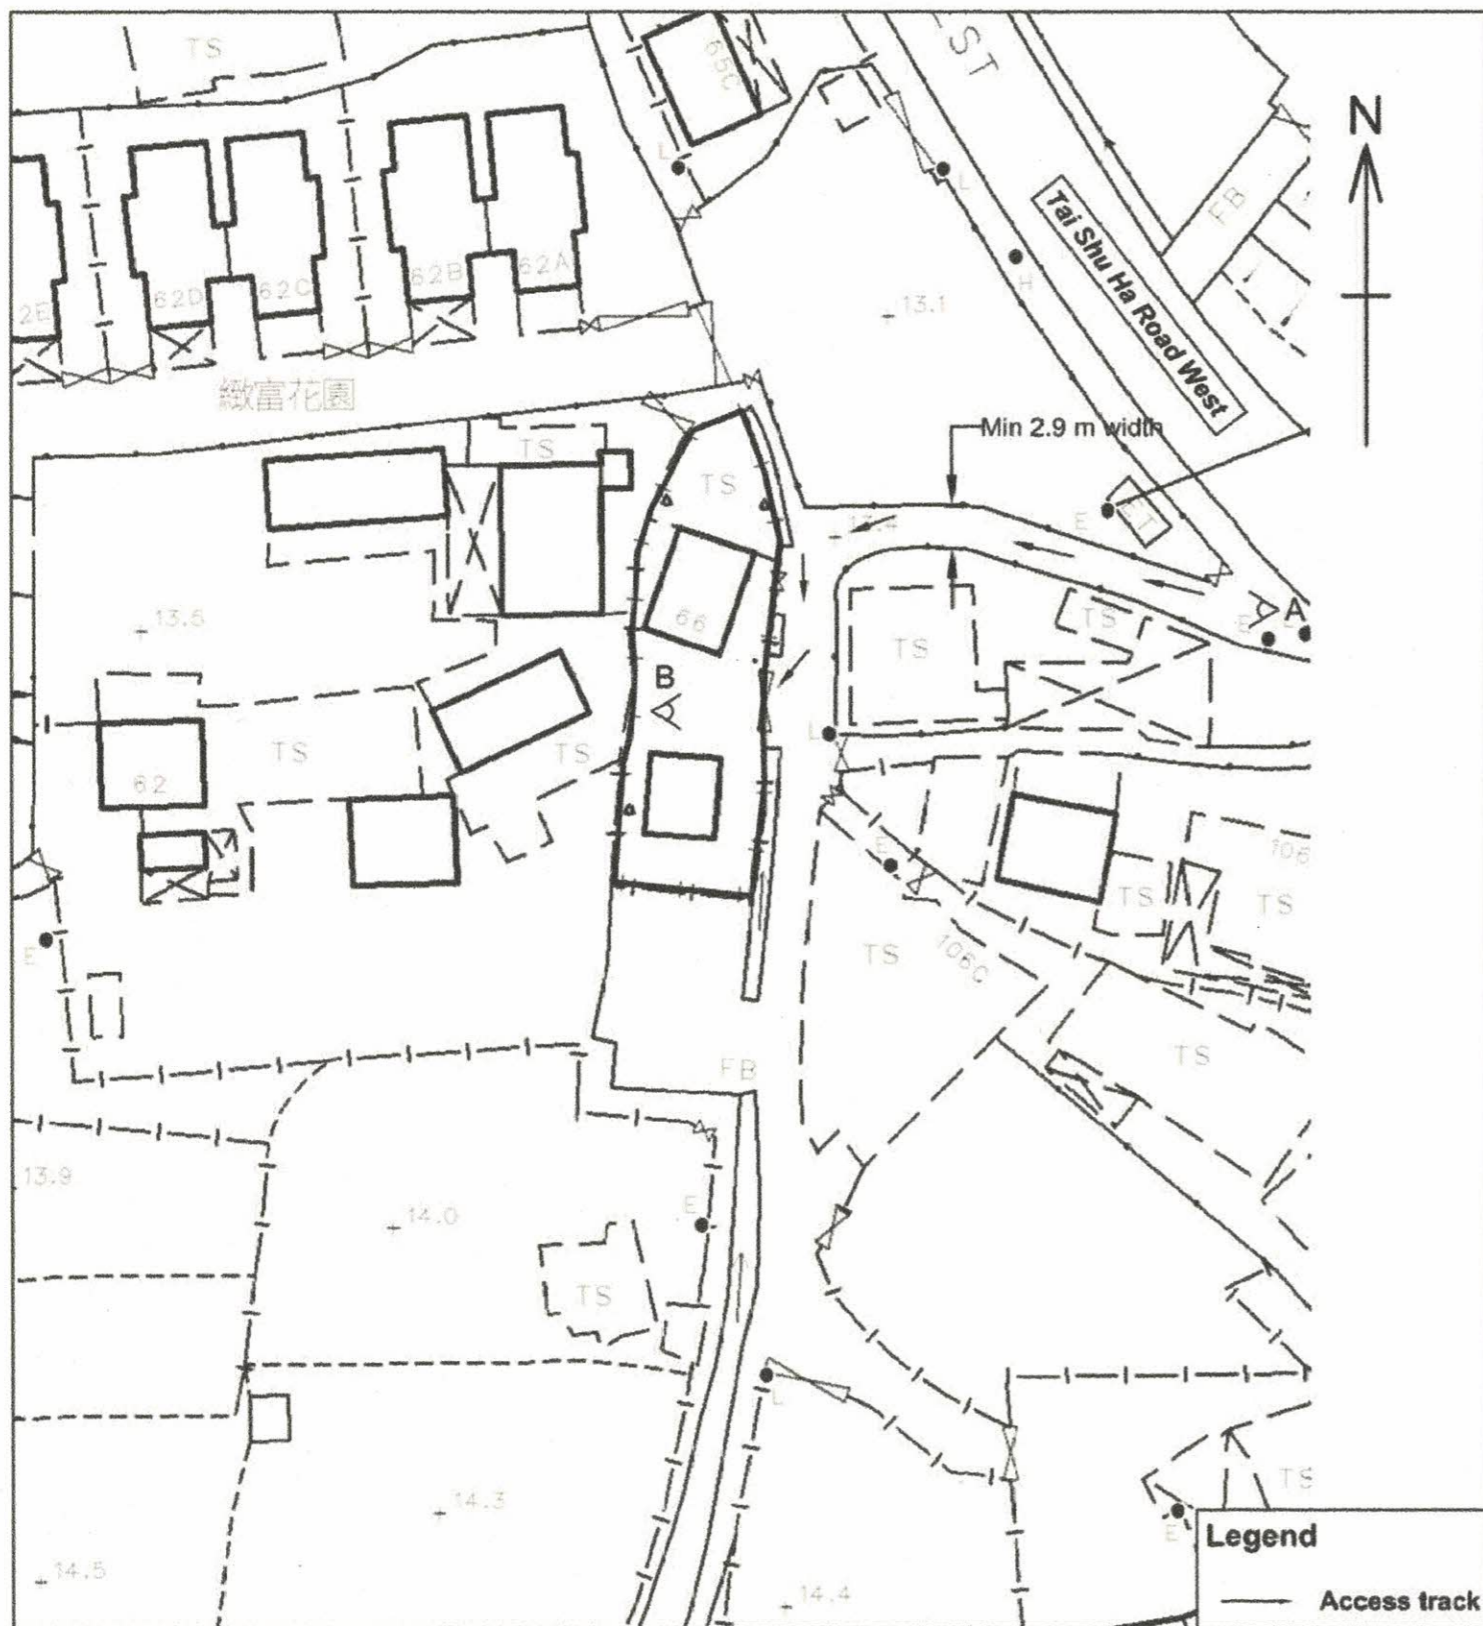 TS
ST
65C
N
L
L
FB
Tai Shu Ha Road West
H
62E
62D
62C
62B
62A
13.1
緻富花園
Min 2.9 m width
TS
TS
E
ET
13.4
66
13.5
TS
TS
E
A
B
L
62
TS
TS
E
106
TS
TS
TS
106C
E
TS
FB
13.9
14.0
E
TS
L
14.3
TS
E
14.5
14.4
Legend
Access track